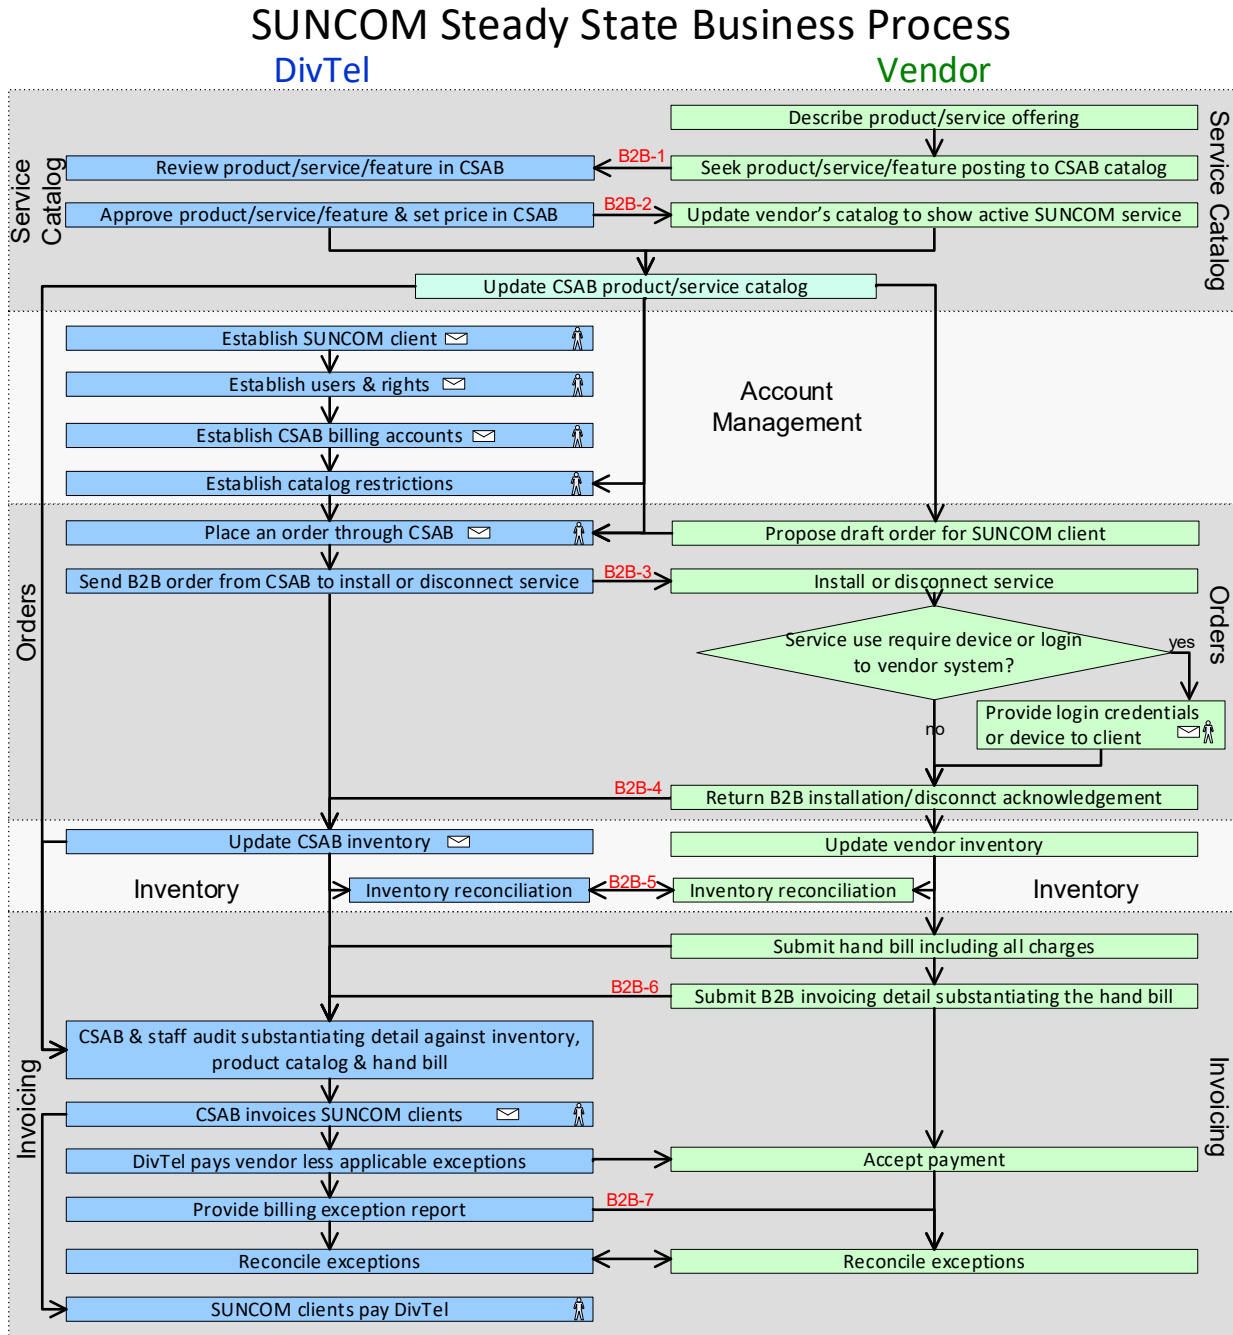 SUNCOM Steady State Business Process
DivTel
Vendor
Service
Catalog
Service Catalog
Describe product/service offering
Review product/service/feature in CSAB
B2B-1
Seek product/service/feature posting to CSAB catalog
Approve product/service/feature & set price in CSAB
B2B-2
Update vendor's catalog to show active SUNCOM service
Update CSAB product/service catalog
Establish SUNCOM client
Establish users & rights
Account
Management
Establish CSAB billing accounts
Establish catalog restrictions
Orders
Orders
Place an order through CSAB
Propose draft order for SUNCOM client
Send B2B order from CSAB to install or disconnect service
B2B-3
Install or disconnect service
Service use require device or login
to vendor system?
yes
no
Provide login credentials
or device to client
B2B-4
Return B2B installation/disconnct acknowledgement
Update CSAB inventory
Update vendor inventory
Inventory
Inventory reconciliation
B2B-5
Inventory reconciliation
Inventory
Invoicing
Invoicing
Submit hand bill including all charges
B2B-6
Submit B2B invoicing detail substantiating the hand bill
CSAB & staff audit substantiating detail against inventory,
product catalog & hand bill
CSAB invoices SUNCOM clients
DivTel pays vendor less applicable exceptions
Accept payment
Provide billing exception report
B2B-7
Reconcile exceptions
Reconcile exceptions
SUNCOM clients pay DivTel